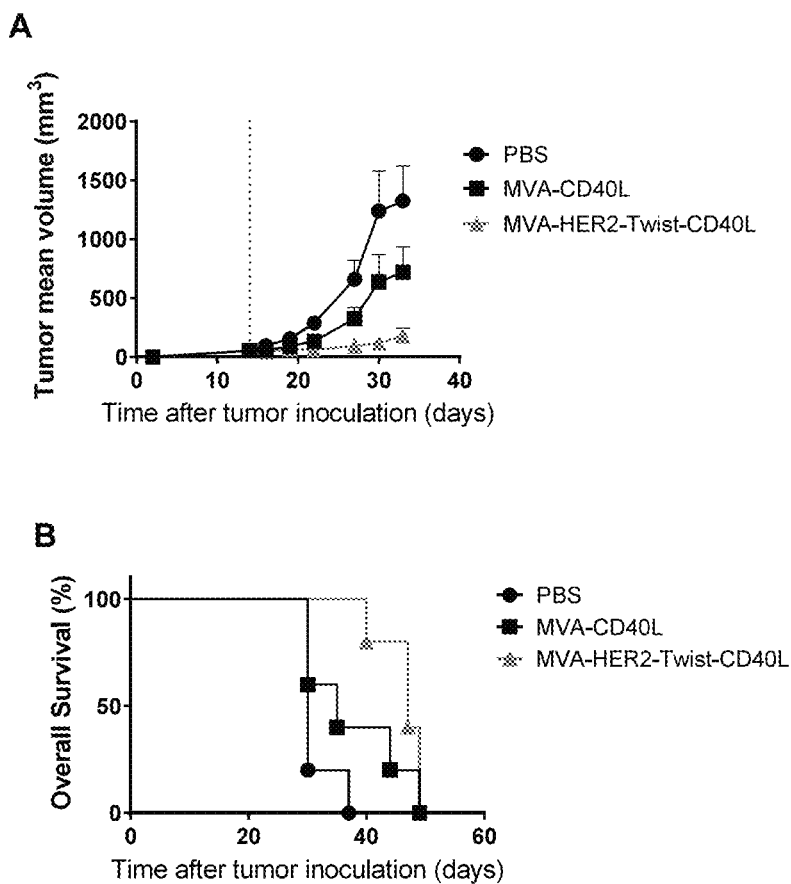 A
Tumor mean volume (mm³)
2000
1500
1000
500
0
0 10 20 30 40
Time after tumor inoculation (days)
PBS
MVA-CD40L
MVA-HER2-Twist-CD40L
B
Overall Survival (%)
100
50
0
0 20 40 60
Time after tumor inoculation (days)
PBS
MVA-CD40L
MVA-HER2-Twist-CD40L